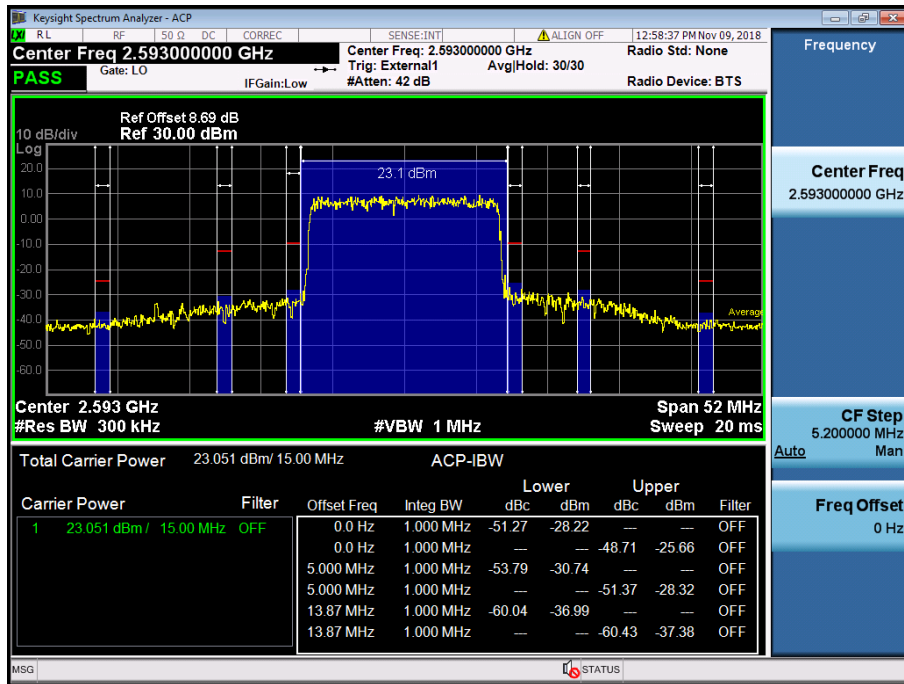 Keysight Spectrum Analyzer - ACP
LXI RL RF 50 Ω DC CORREC SENSE:INT ALIGN OFF 12:58:37 PM Nov 09, 2018
Center Freq 2.593000000 GHz
Center Freq: 2.593000000 GHz Radio Std: None
Gate: LO Trig: External1 Avg|Hold: 30/30
PASS IFGain:Low #Atten: 42 dB Radio Device: BTS
Ref Offset 8.69 dB
10 dB/div Ref 30.00 dBm
Log
20.0
23.1 dBm
10.0
0.00
-10.0
-20.0
-30.0
-40.0
Average
-50.0
-60.0
Center 2.593 GHz Span 52 MHz
#Res BW 300 kHz #VBW 1 MHz Sweep 20 ms
Total Carrier Power 23.051 dBm/ 15.00 MHz ACP-IBW
Lower Upper
Carrier Power Filter Offset Freq Integ BW dBc dBm dBc dBm Filter
1 23.051 dBm / 15.00 MHz OFF 0.0 Hz 1.000 MHz -51.27 -28.22 --- --- OFF
0.0 Hz 1.000 MHz --- --- -48.71 -25.66 OFF
5.000 MHz 1.000 MHz -53.79 -30.74 --- --- OFF
5.000 MHz 1.000 MHz --- --- -51.37 -28.32 OFF
13.87 MHz 1.000 MHz -60.04 -36.99 --- --- OFF
13.87 MHz 1.000 MHz --- --- -60.43 -37.38 OFF
MSG STATUS
Frequency
Center Freq
2.593000000 GHz
CF Step
5.200000 MHz
Auto Man
Freq Offset
0 Hz